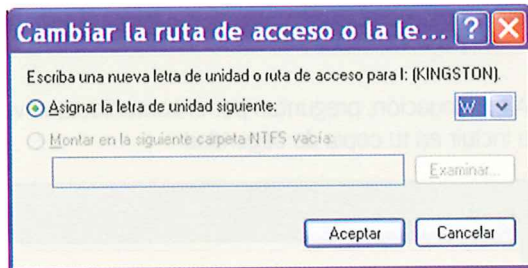 Cambiar la ruta de acceso o la le...
Escriba una nueva letra de unidad o ruta de acceso para I: (KINGSTON).
Asignar la letra de unidad siguiente: W
Montar en la siguiente carpeta NTFS vacía:
Examinar...
Aceptar Cancelar